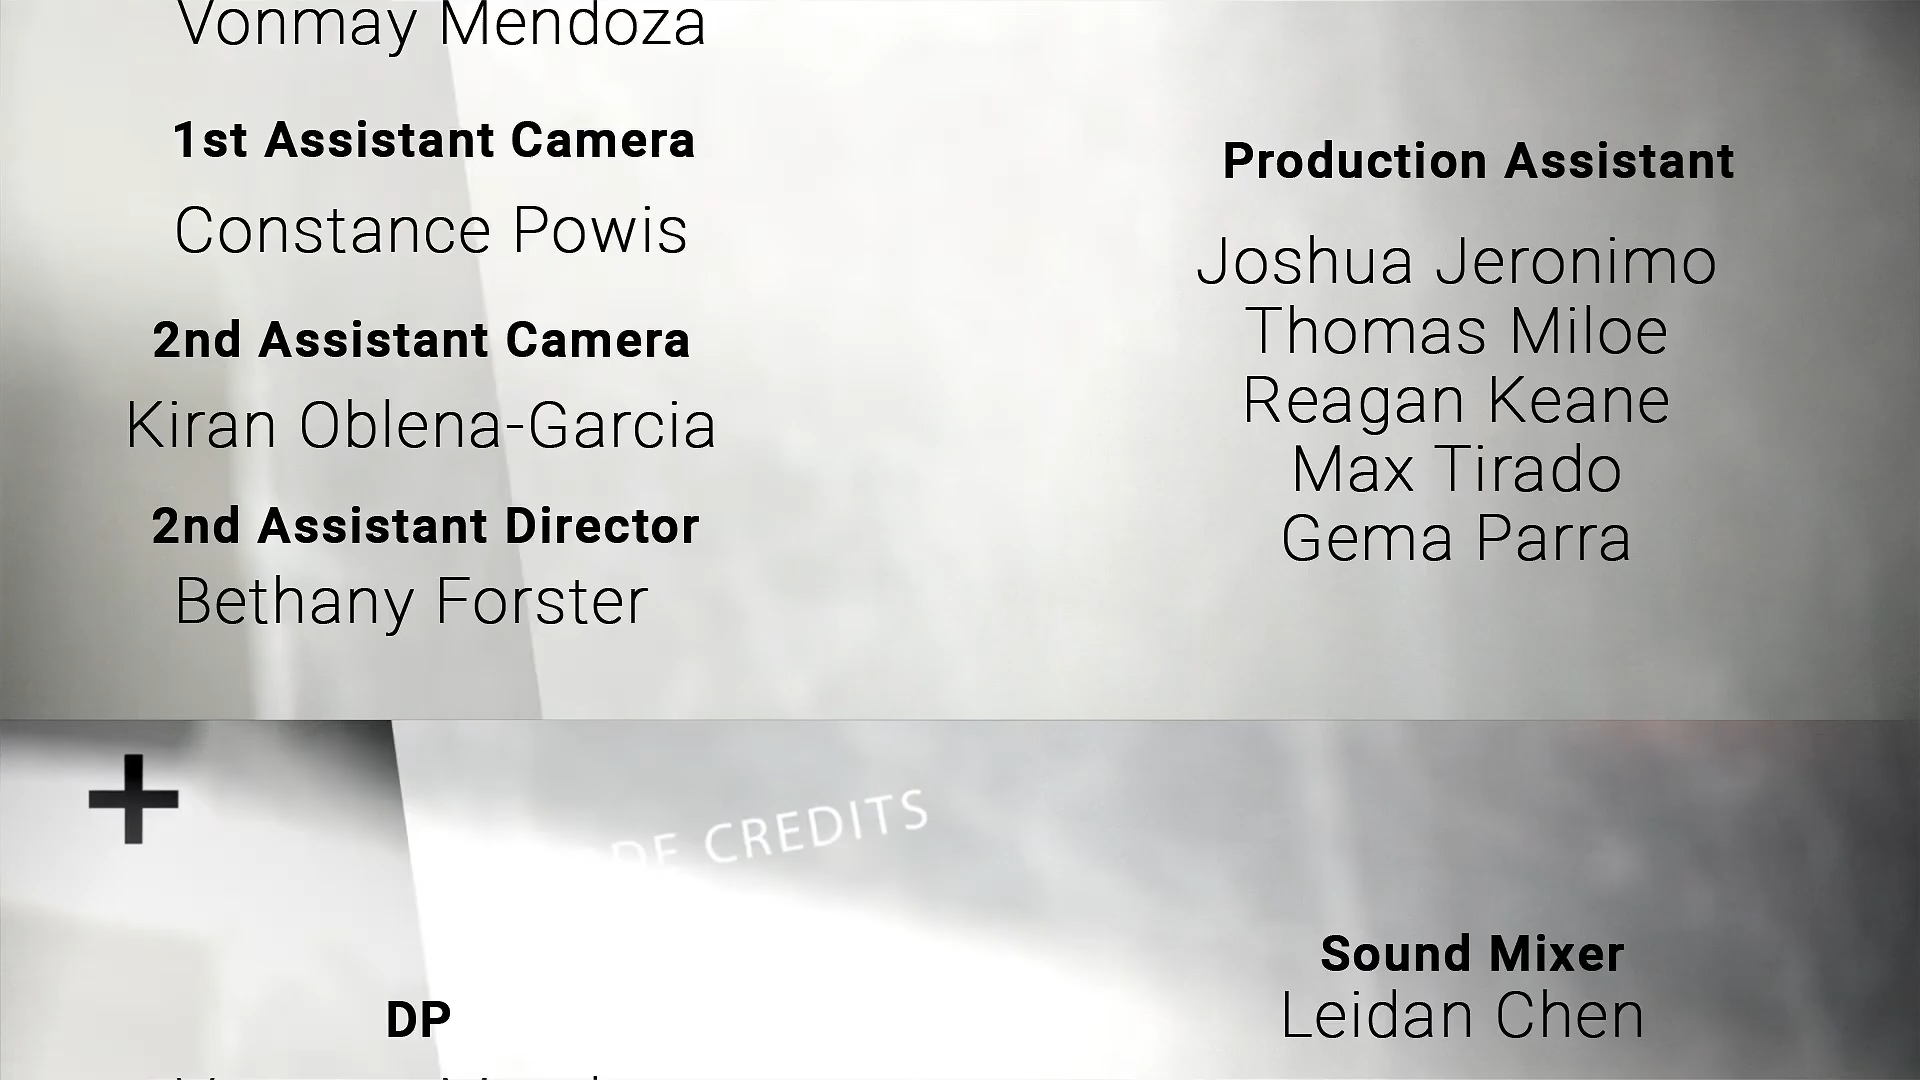 Vonmay Mendoza
1st Assistant Camera
Constance Powis
2nd Assistant Camera
Kiran Oblena-Garcia
2nd Assistant Director
Bethany Forster
Production Assistant
Joshua Jeronimo
Thomas Miloe
Reagan Keane
Max Tirado
Gema Parra
+
CREDITS
DP
Sound Mixer
Leidan Chen